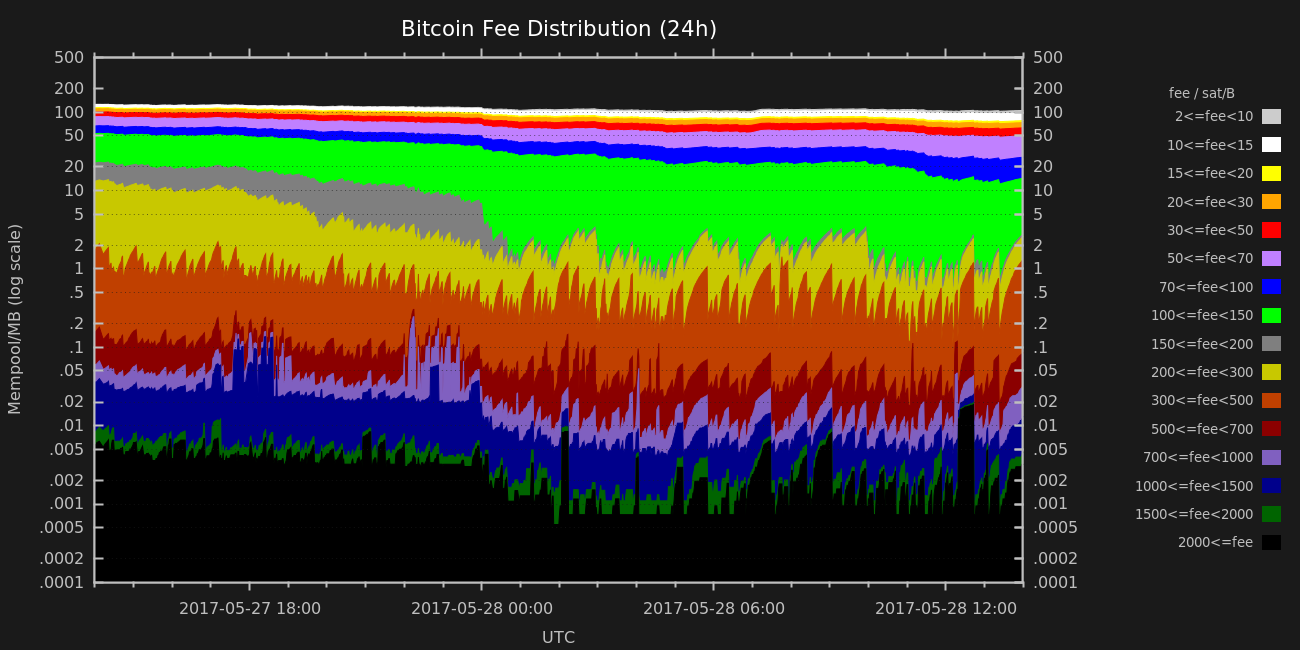 Bitcoin Fee Distribution (24h)
Mempool/MB (log scale)
500
200
100
50
20
10
5
2
1
.5
.2
.1
.05
.02
.01
.005
.002
.001
.0005
.0002
.0001
500
200
100
50
20
10
5
2
1
.5
.2
.1
.05
.02
.01
.005
.002
.001
.0005
.0002
.0001
2017-05-27 18:00
2017-05-28 00:00
2017-05-28 06:00
2017-05-28 12:00
UTC
fee / sat/B
2<=fee<10
10<=fee<15
15<=fee<20
20<=fee<30
30<=fee<50
50<=fee<70
70<=fee<100
100<=fee<150
150<=fee<200
200<=fee<300
300<=fee<500
500<=fee<700
700<=fee<1000
1000<=fee<1500
1500<=fee<2000
2000<=fee